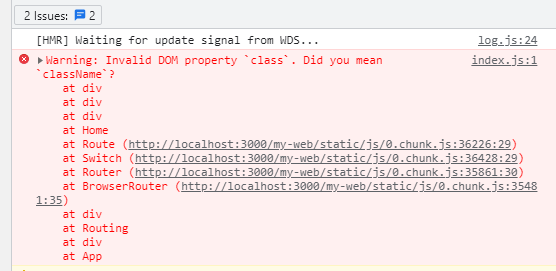 2 Issues: 2
[HMR] Waiting for update signal from WDS... log.js:24
Warning: Invalid DOM property `class`. Did you mean index.js:1
`className`?
at div
at div
at div
at Home
at Route (http://localhost:3000/my-web/static/js/0.chunk.js:36226:29)
at Switch (http://localhost:3000/my-web/static/js/0.chunk.js:36428:29)
at Router (http://localhost:3000/my-web/static/js/0.chunk.js:35861:30)
at BrowserRouter (http://localhost:3000/my-web/static/js/0.chunk.js:3548
1:35)
at div
at Routing
at div
at App